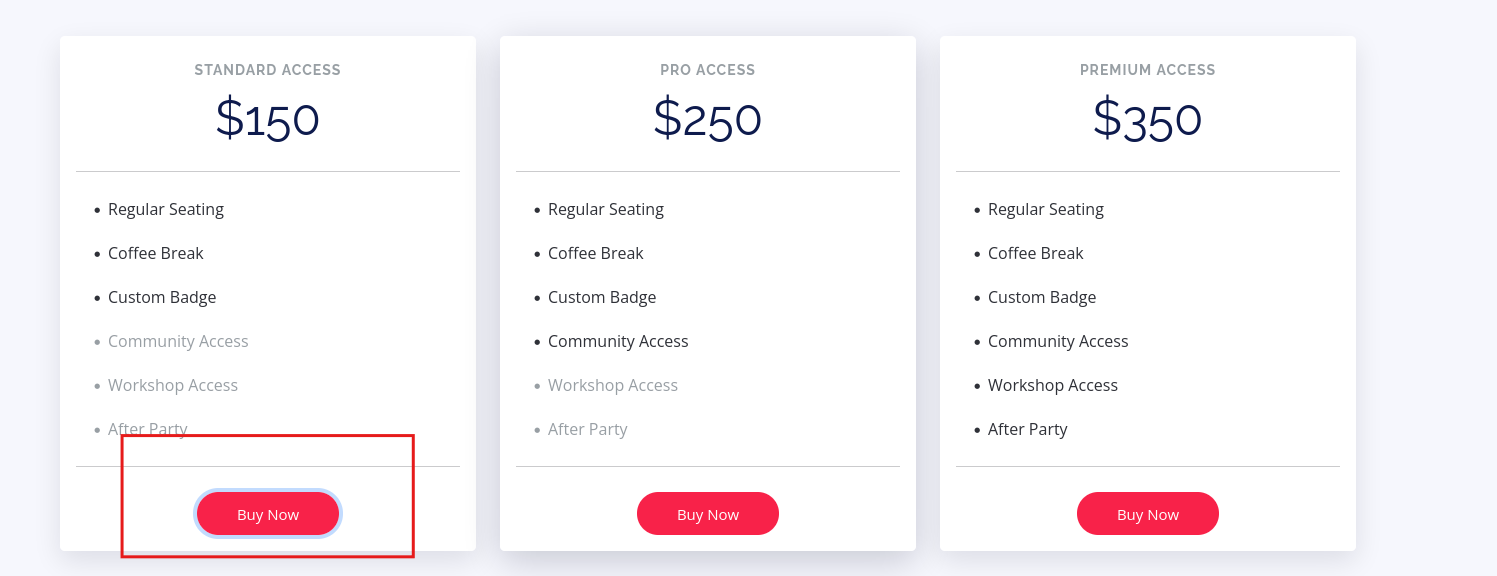 STANDARD ACCESS
$150
Regular Seating
Coffee Break
Custom Badge
Community Access
Workshop Access
After Party
Buy Now
PRO ACCESS
$250
Regular Seating
Coffee Break
Custom Badge
Community Access
Workshop Access
After Party
Buy Now
PREMIUM ACCESS
$350
Regular Seating
Coffee Break
Custom Badge
Community Access
Workshop Access
After Party
Buy Now